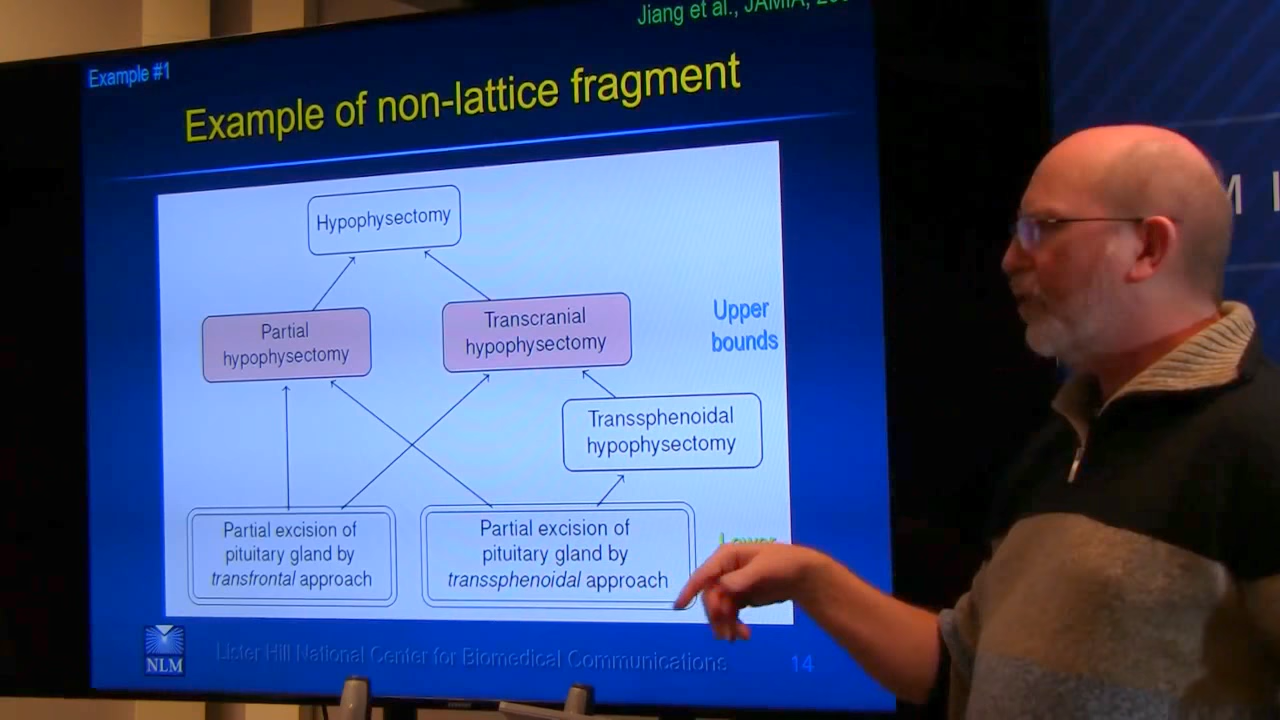 Jiang et al., JAMIA,
Example #1
Example of non-lattice fragment
Hypophysectomy
Partial
hypophysectomy
Transcranial
hypophysectomy
Upper
bounds
Transsphenoidal
hypophysectomy
Partial excision of
pituitary gland by
transfrontal approach
Partial excision of
pituitary gland by
transsphenoidal approach
Lower
NLM
Lister Hill National Center for Biomedical Communications
14
M I